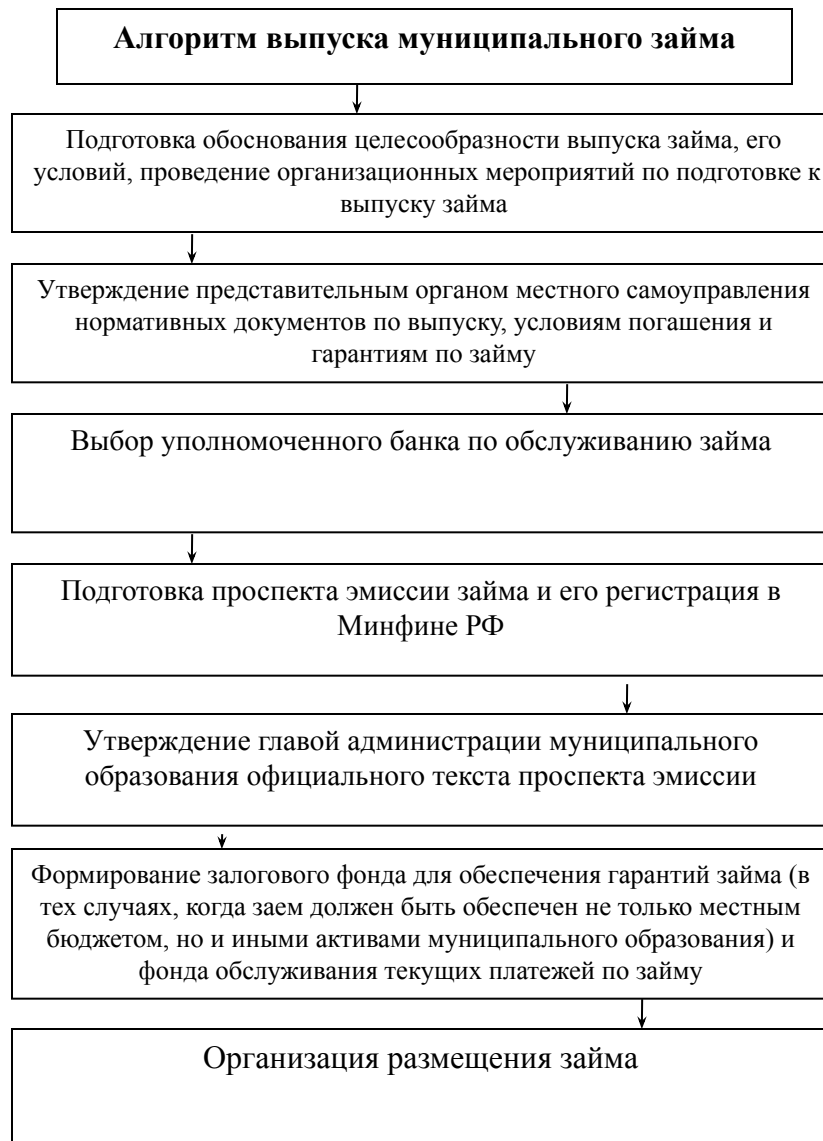 Алгоритм выпуска муниципального займа
Подготовка обоснования целесообразности выпуска займа, его
условий, проведение организационных мероприятий по подготовке к
выпуску займа
Утверждение представительным органом местного самоуправления
нормативных документов по выпуску, условиям погашения и
гарантиям по займу
Выбор уполномоченного банка по обслуживанию займа
Подготовка проспекта эмиссии займа и его регистрация в
Минфине РФ
Утверждение главой администрации муниципального
образования официального текста проспекта эмиссии
Формирование залогового фонда для обеспечения гарантий займа (в
тех случаях, когда заем должен быть обеспечен не только местным
бюджетом, но и иными активами муниципального образования) и
фонда обслуживания текущих платежей по займу
Организация размещения займа